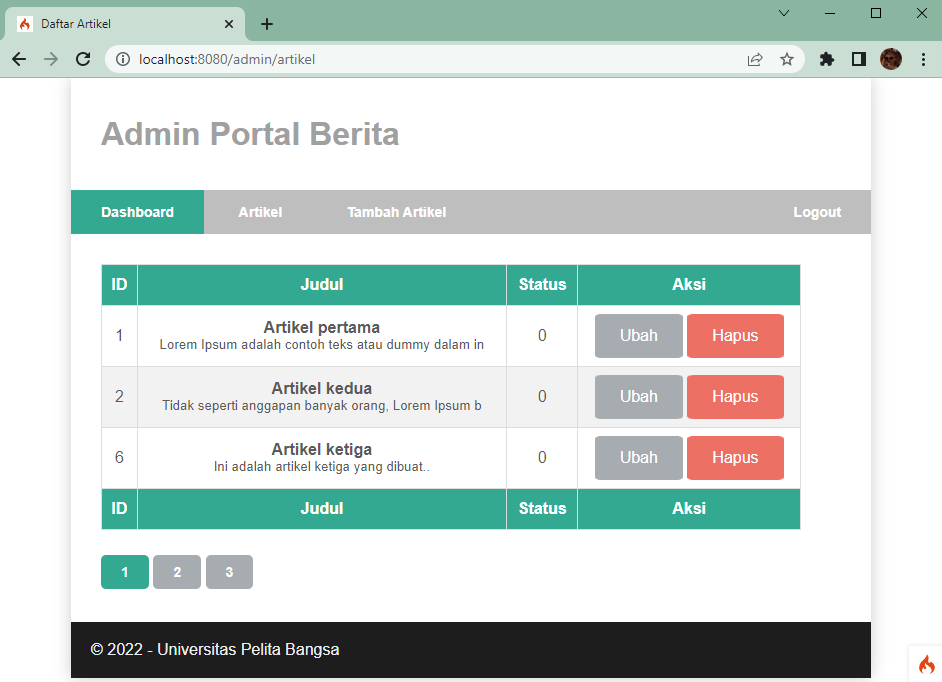 Daftar Artikel
localhost:8080/admin/artikel
Admin Portal Berita
Dashboard Artikel Tambah Artikel Logout
ID Judul Status Aksi
1 Artikel pertama 0 Ubah Hapus
Lorem Ipsum adalah contoh teks atau dummy dalam in
2 Artikel kedua 0 Ubah Hapus
Tidak seperti anggapan banyak orang, Lorem Ipsum b
6 Artikel ketiga 0 Ubah Hapus
Ini adalah artikel ketiga yang dibuat..
ID Judul Status Aksi
1 2 3
© 2022 - Universitas Pelita Bangsa